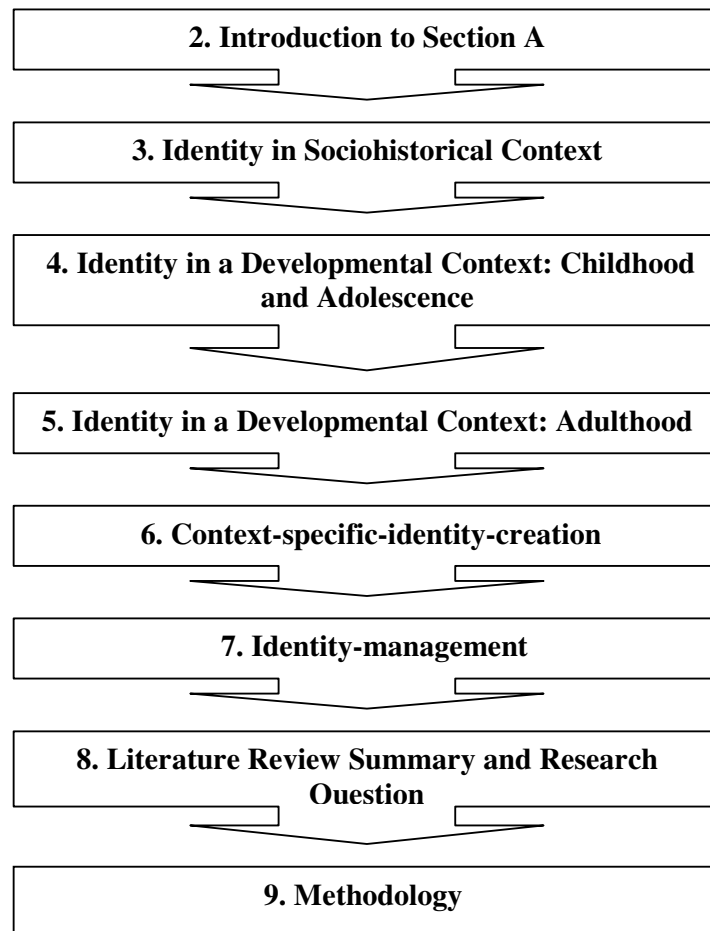 2. Introduction to Section A
3. Identity in Sociohistorical Context
4. Identity in a Developmental Context: Childhood
and Adolescence
5. Identity in a Developmental Context: Adulthood
6. Context-specific-identity-creation
7. Identity-management
8. Literature Review Summary and Research
Question
9. Methodology